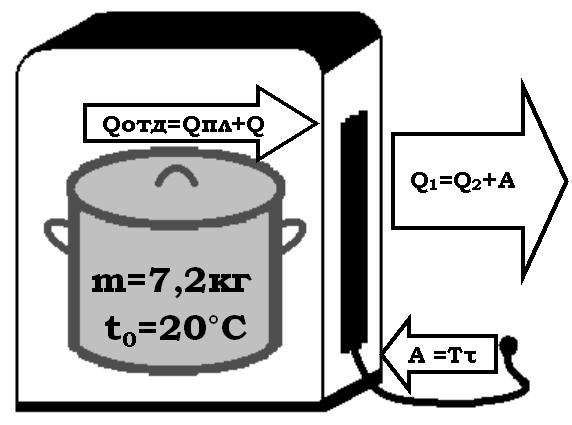 Qотд=Qпл+Q
Q₁=Q₂+A
m=7,2кг
t₀=20°C
A =Tτ